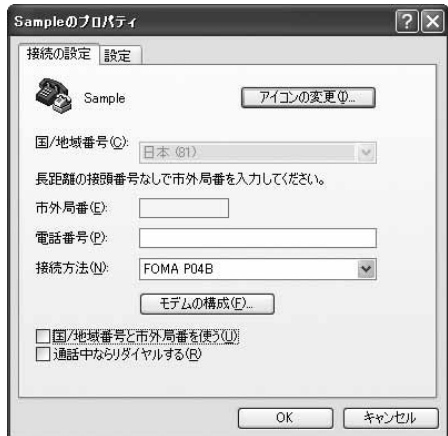 Sampleのプロパティ
接続の設定 設定
Sample アイコンの変更(I)...
国/地域番号(C): 日本 (81)
長距離の接頭番号なしで市外局番を入力してください。
市外局番(E):
電話番号(P):
接続方法(N): FOMA P04B
モデムの構成(F)...
国/地域番号と市外局番を使う(U)
通話中ならリダイヤルする(R)
OK キャンセル